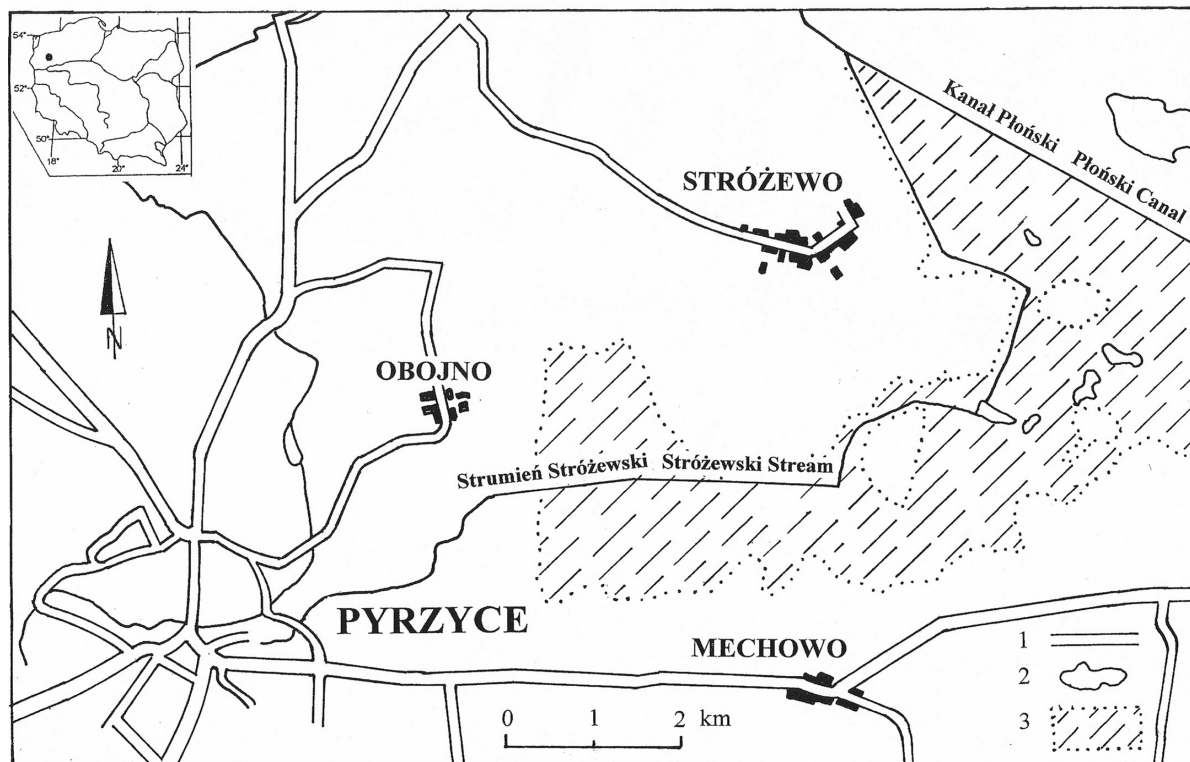 54°
52°
50°
18°
20°
24°
N
Kanał Płoński Płoński Canal
STRÓŻEWO
OBOJNO
Strumień Stróżewski Stróżewski Stream
PYRZYCE
MECHOWO
0 1 2 km
1
2
3